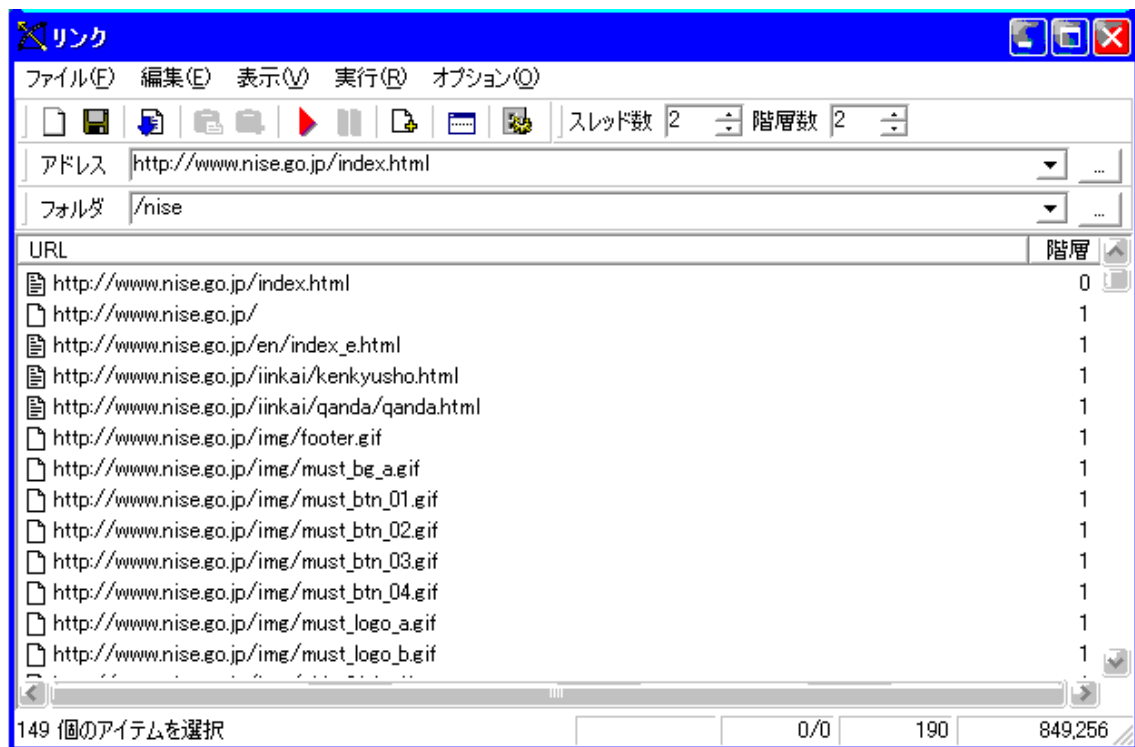 リンク
ファイル(F) 編集(E) 表示(V) 実行(R) オプション(O)
スレッド数 2 階層数 2
アドレス http://www.nise.go.jp/index.html ...
フォルダ /nise ...
URL 階層
http://www.nise.go.jp/index.html 0
http://www.nise.go.jp/ 1
http://www.nise.go.jp/en/index_e.html 1
http://www.nise.go.jp/iinkai/kenkyusho.html 1
http://www.nise.go.jp/iinkai/qanda/qanda.html 1
http://www.nise.go.jp/img/footer.gif 1
http://www.nise.go.jp/img/must_bg_a.gif 1
http://www.nise.go.jp/img/must_btn_01.gif 1
http://www.nise.go.jp/img/must_btn_02.gif 1
http://www.nise.go.jp/img/must_btn_03.gif 1
http://www.nise.go.jp/img/must_btn_04.gif 1
http://www.nise.go.jp/img/must_logo_a.gif 1
http://www.nise.go.jp/img/must_logo_b.gif 1
149 個のアイテムを選択 0/0 190 849,256